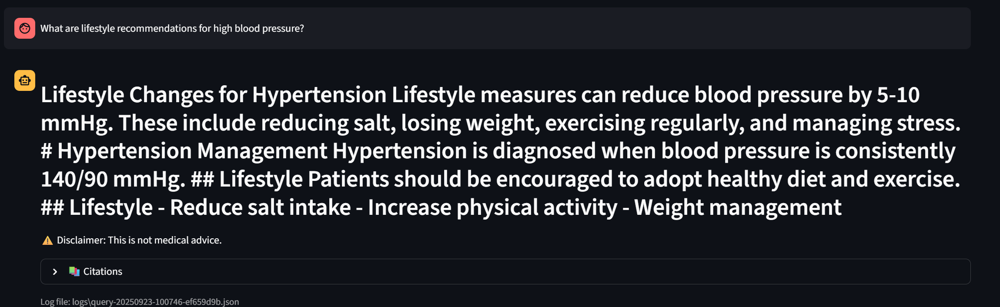 What are lifestyle recommendations for high blood pressure?
Lifestyle Changes for Hypertension Lifestyle measures can reduce blood pressure by 5-10
mmHg. These include reducing salt, losing weight, exercising regularly, and managing stress.
# Hypertension Management Hypertension is diagnosed when blood pressure is consistently
140/90 mmHg. ## Lifestyle Patients should be encouraged to adopt healthy diet and exercise.
## Lifestyle - Reduce salt intake - Increase physical activity - Weight management
⚠️ Disclaimer: This is not medical advice.
Citations
Log file: logs\query-20250923-100746-ef659d9b.json